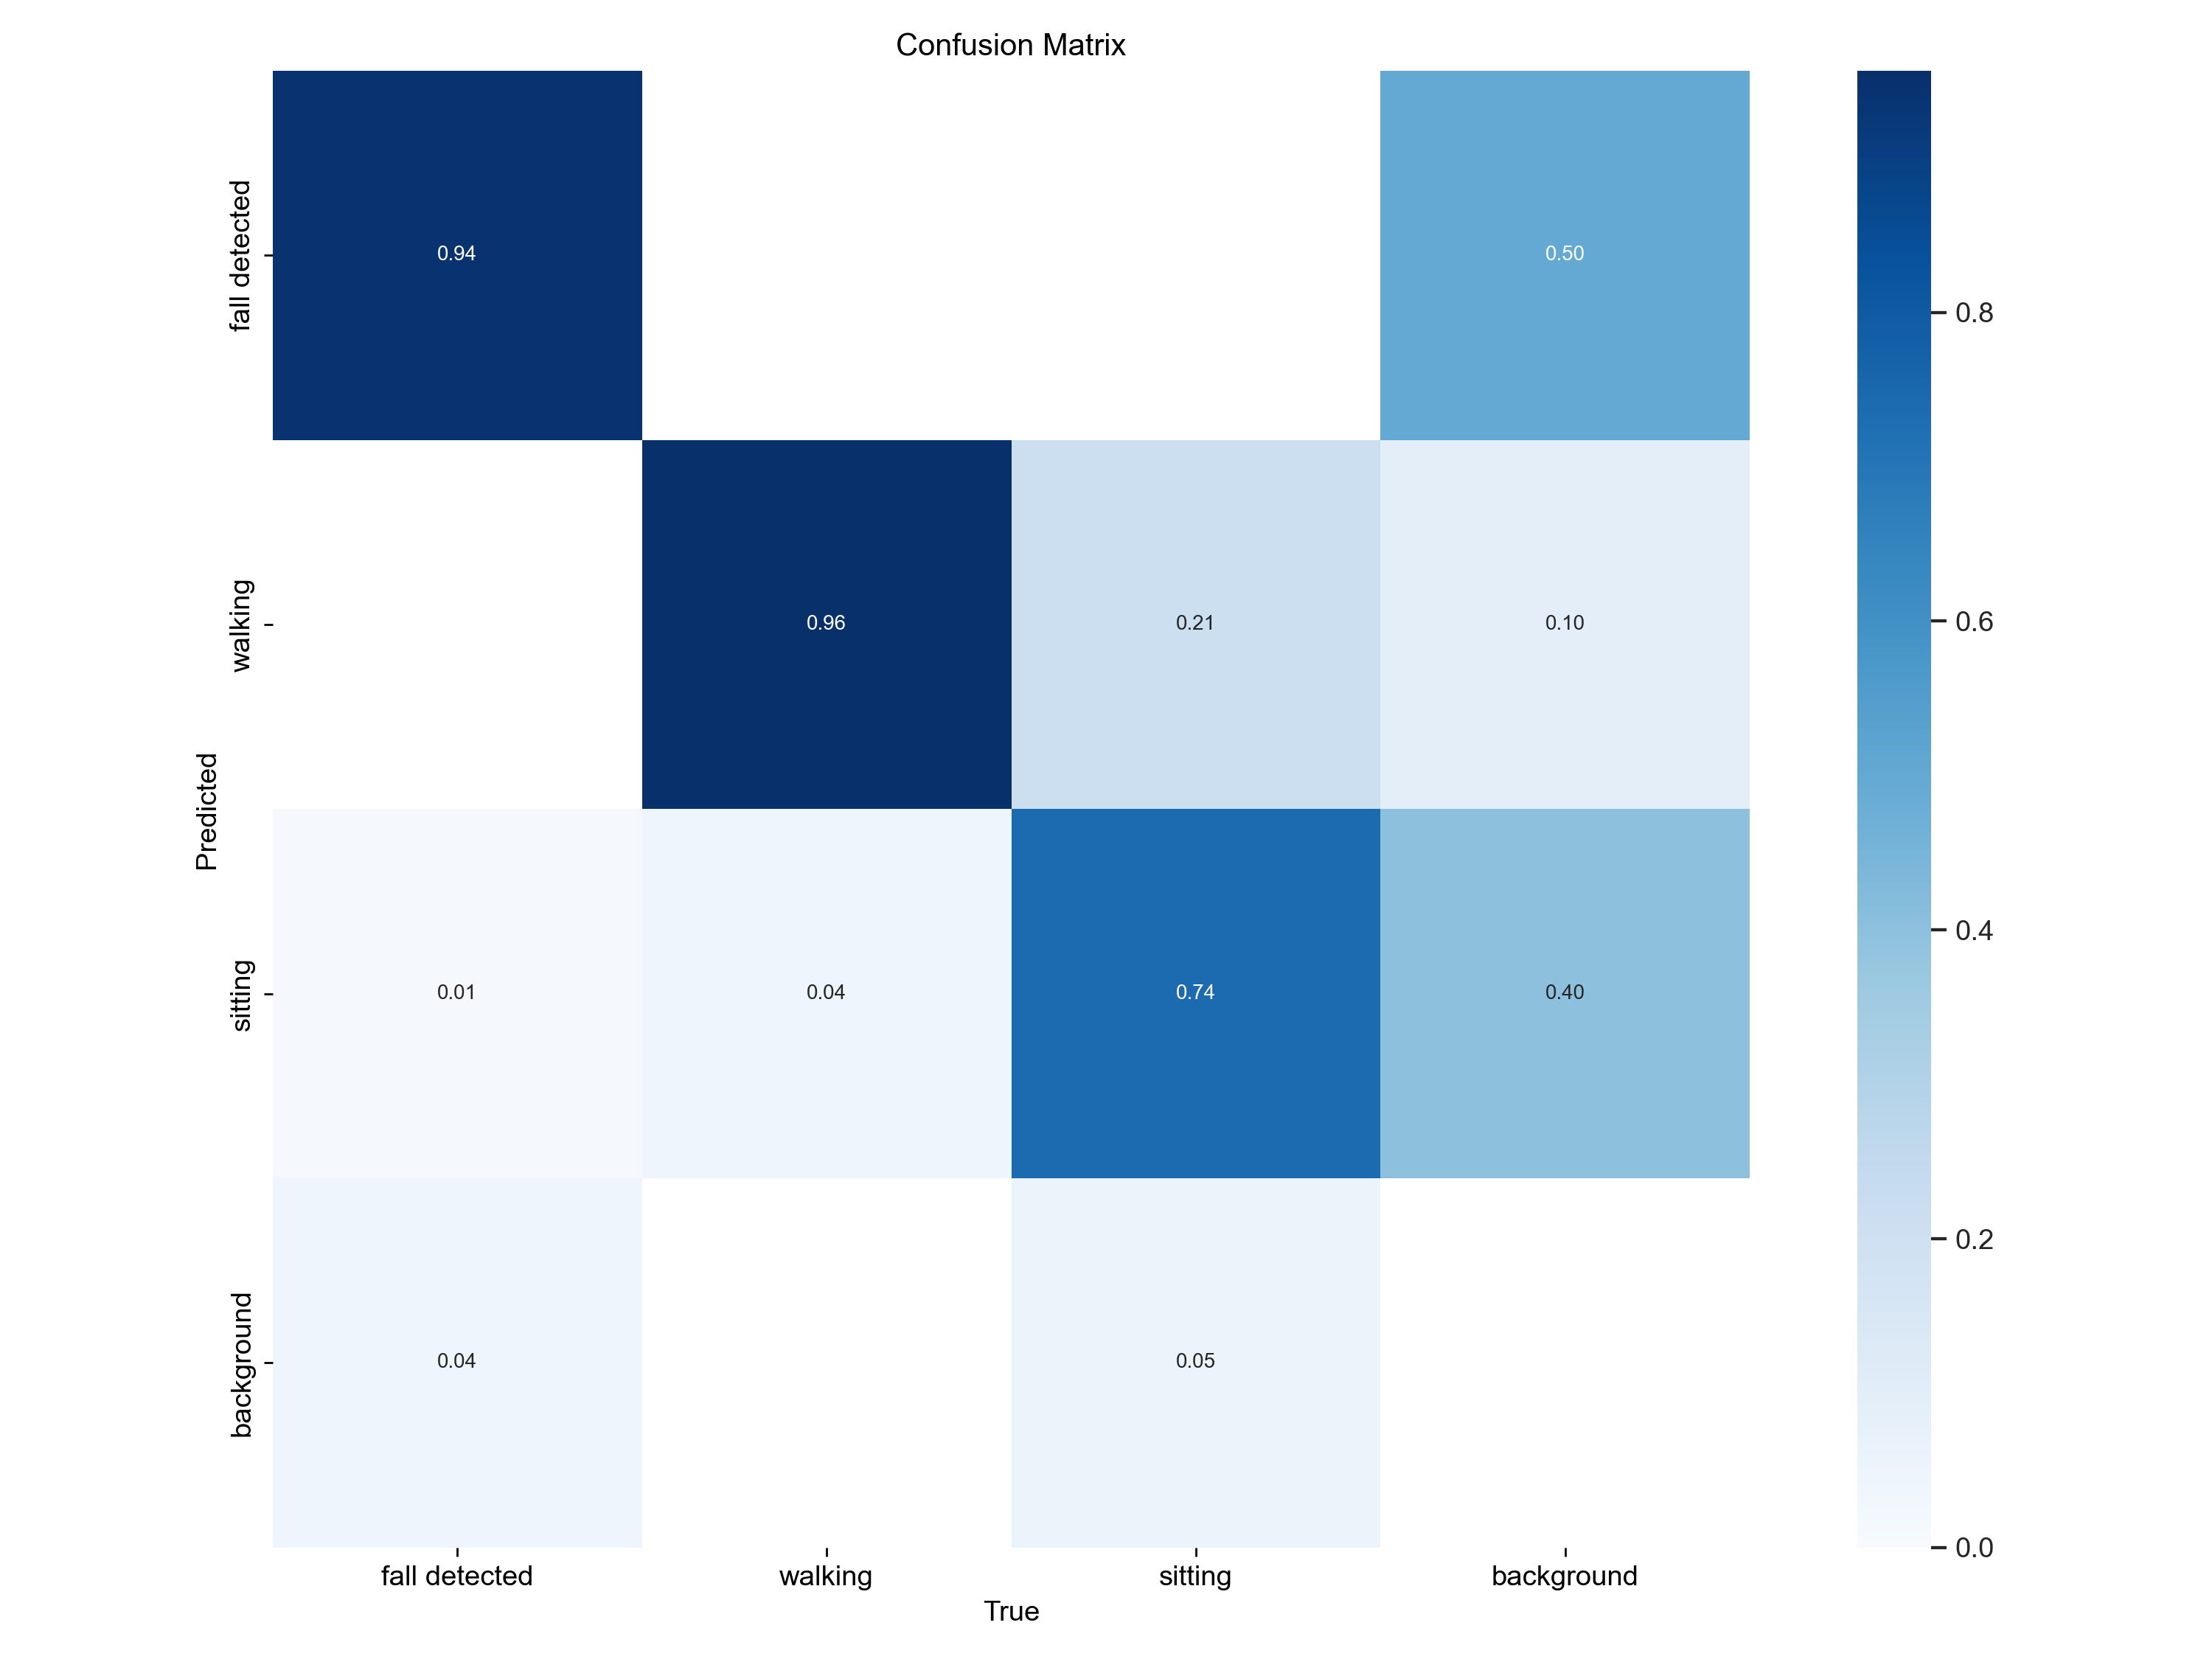 Confusion Matrix
fall detected
0.94
0.50
walking
0.96
0.21
0.10
Predicted
sitting
0.01
0.04
0.74
0.40
background
0.04
0.05
fall detected
walking
sitting
background
True
0.8
0.6
0.4
0.2
0.0